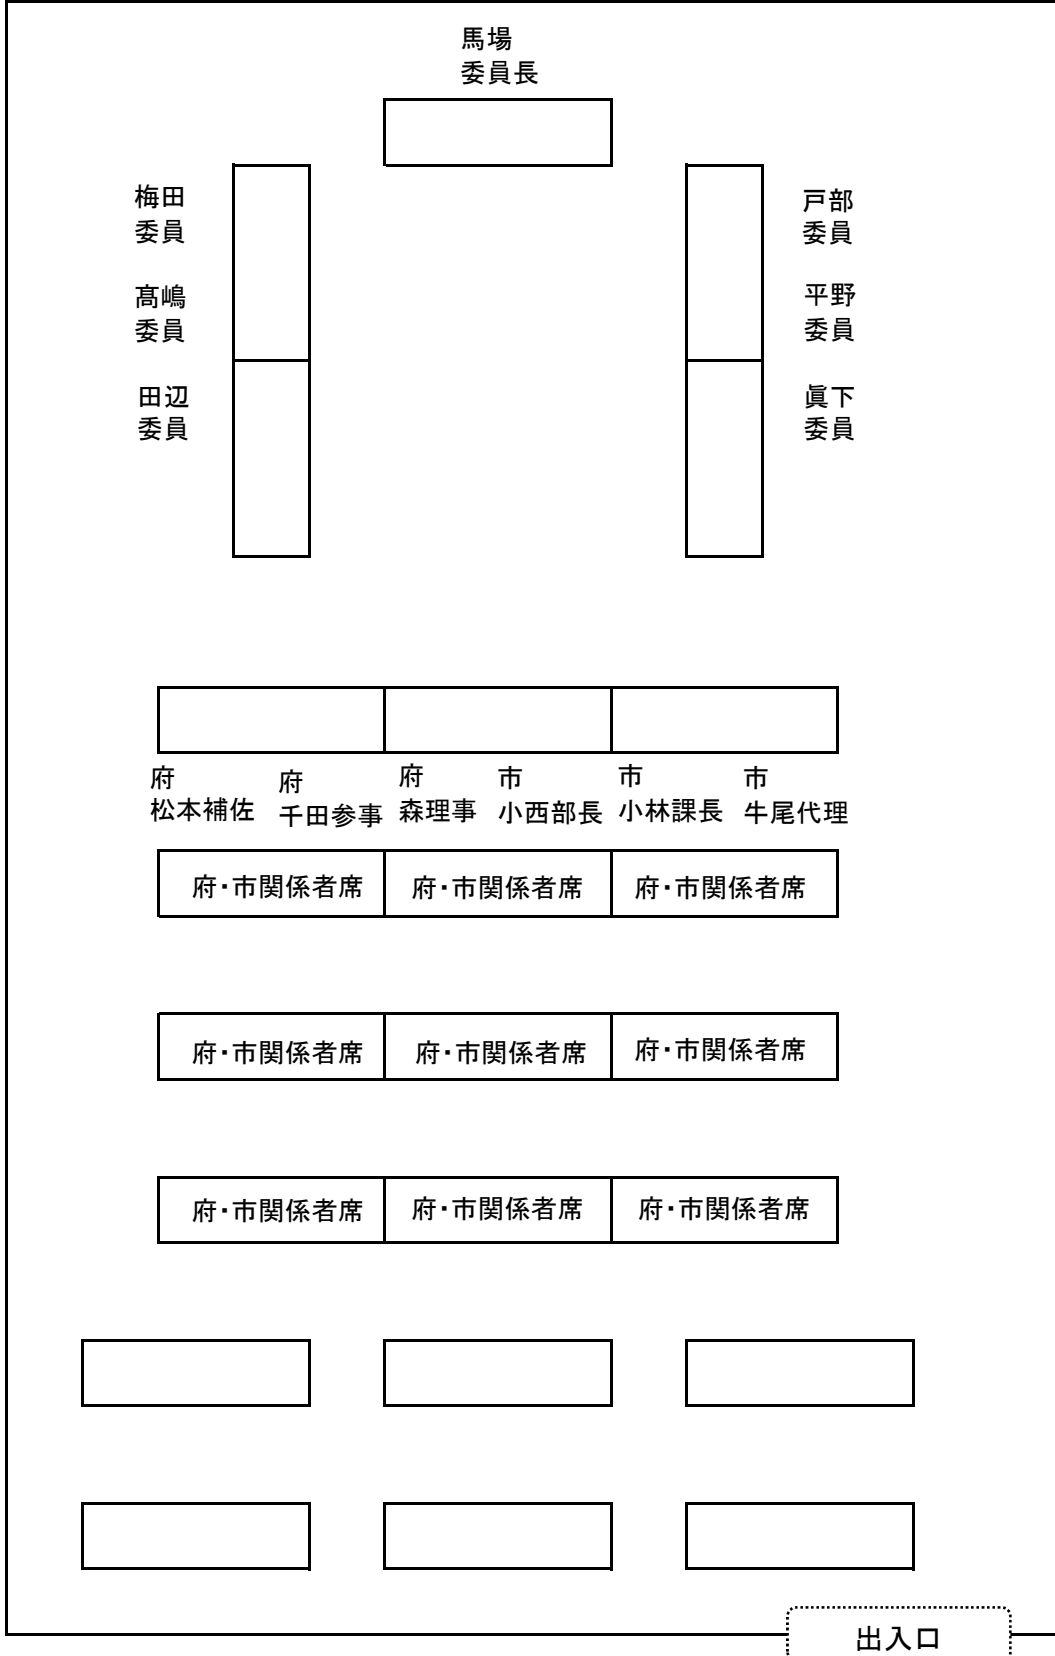 馬場
委員長
梅田
委員
髙嶋
委員
田辺
委員
戸部
委員
平野
委員
眞下
委員
府
松本補佐
府
千田参事
府
森理事
市
小西部長
市
小林課長
市
牛尾代理
府・市関係者席
府・市関係者席
府・市関係者席
府・市関係者席
府・市関係者席
府・市関係者席
府・市関係者席
府・市関係者席
府・市関係者席
出入口